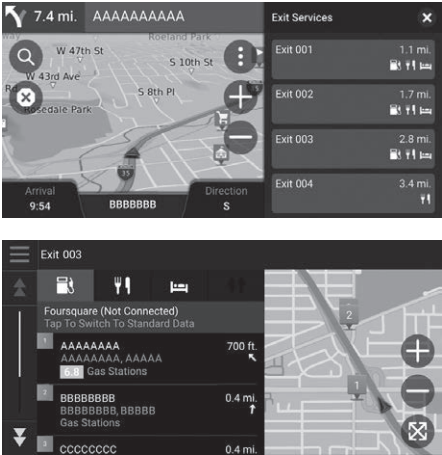 7.4 mi. AAAAAAAAAA
Exit Services
Roeland Park
W 47th St
S 10th St
W 43rd Ave
S 8th Pl
Rosedale Park
35
Arrival
9:54
BBBBBBB
Direction
S
Exit 001 1.1 mi.
Exit 002 1.7 mi.
Exit 003 2.8 mi.
Exit 004 3.4 mi.
Exit 003
Foursquare (Not Connected)
Tap To Switch To Standard Data
1 AAAAAAAA 700 ft.
AAAAAAAA, AAAAA
6.8 Gas Stations
2 BBBBBBBB 0.4 mi.
BBBBBBBB, BBBBB
Gas Stations
3 CCCCCCCC 0.4 mi.
2
1